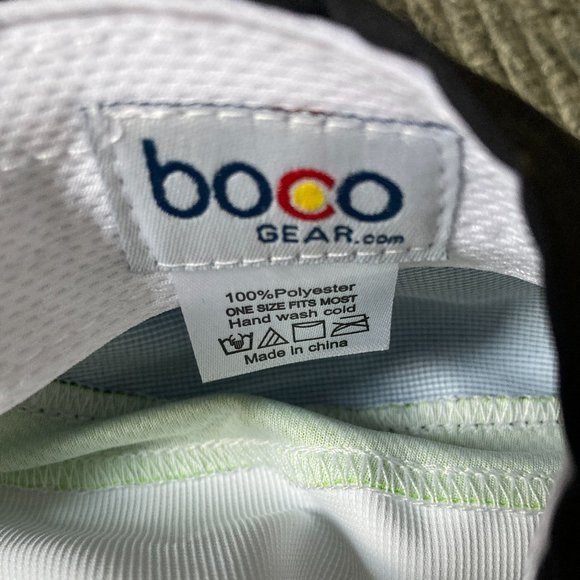 boco
GEAR.com
100%Polyester
ONE SIZE FITS MOST
Hand wash cold
Made in china